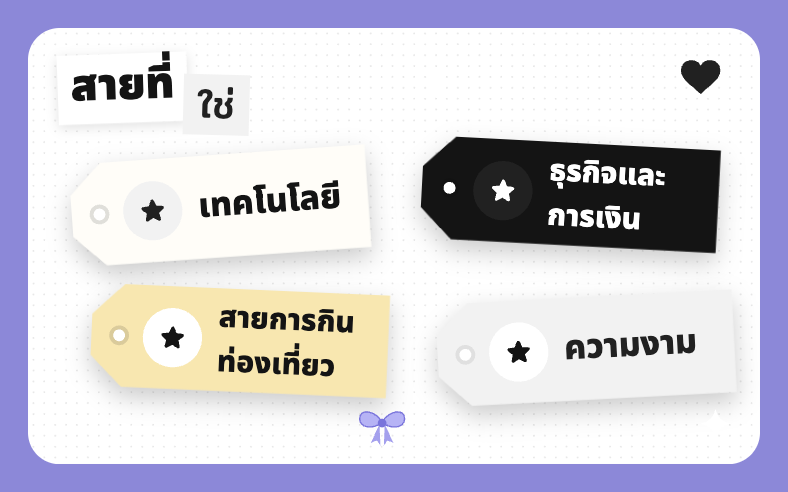 สายที่
ใช่
เทคโนโลยี
ธุรกิจและ
การเงิน
สายการกิน
ท่องเที่ยว
ความงาม